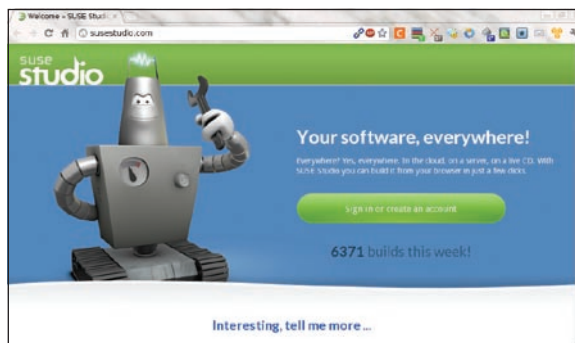 Welcome – SUSE Studio
susestudio.com
suse
studio
Your software, everywhere!
Everywhere? Yes, everywhere. In the cloud, on a server, on a live CD. With
SUSE Studio you can build it from your browser in just a few clicks.
Sign in or create an account
6371 builds this week!
Interesting, tell me more ...